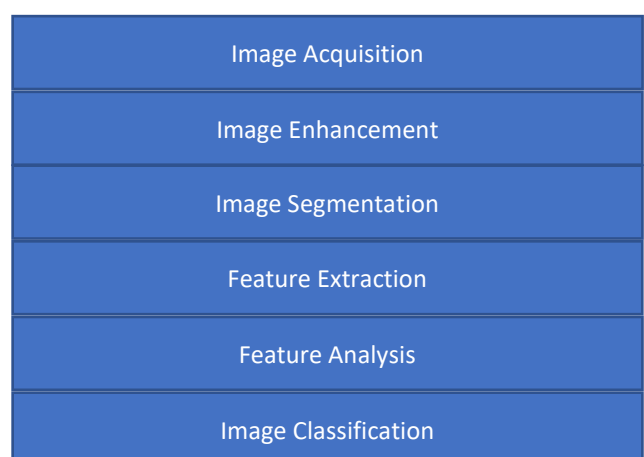 Image Acquisition
Image Enhancement
Image Segmentation
Feature Extraction
Feature Analysis
Image Classification